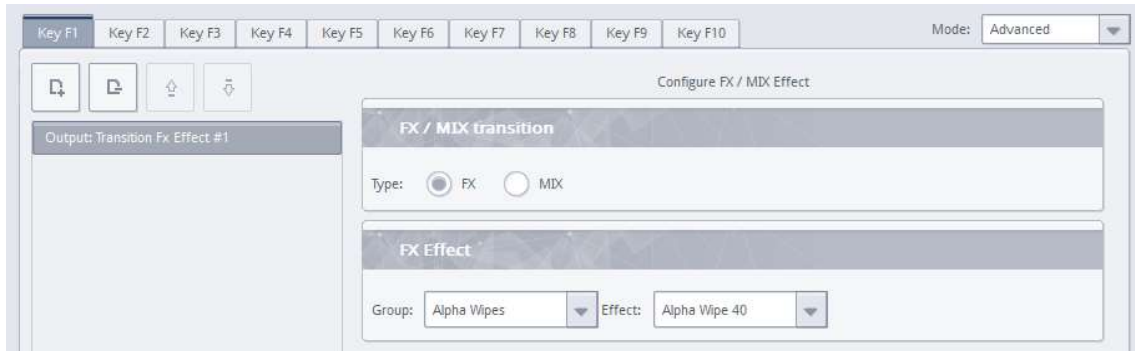 Key F1 Key F2 Key F3 Key F4 Key F5 Key F6 Key F7 Key F8 Key F9 Key F10 Mode: Advanced
Configure FX / MIX Effect
Output: Transition Fx Effect #1
FX / MIX transition
Type: FX MIX
FX Effect
Group: Alpha Wipes Effect: Alpha Wipe 40